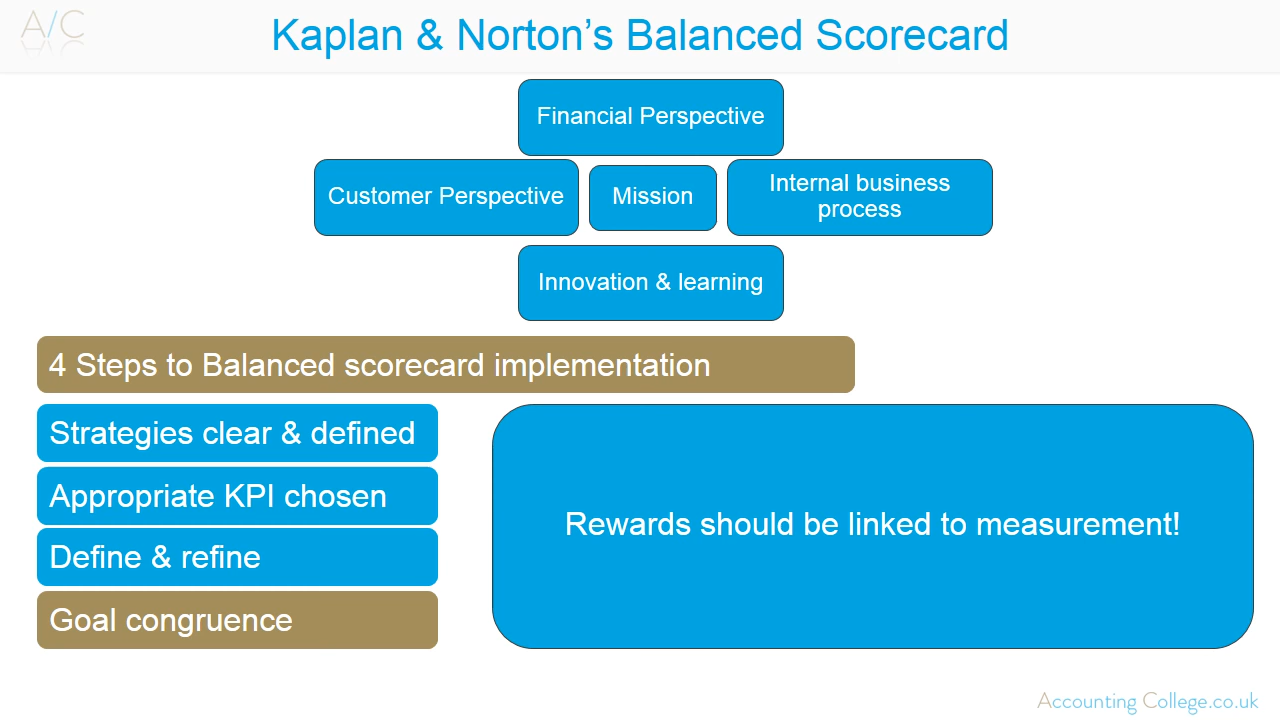 A/C
Kaplan & Norton’s Balanced Scorecard
Financial Perspective
Customer Perspective
Mission
Internal business
process
Innovation & learning
4 Steps to Balanced scorecard implementation
Strategies clear & defined
Appropriate KPI chosen
Define & refine
Goal congruence
Rewards should be linked to measurement!
Accounting College.co.uk